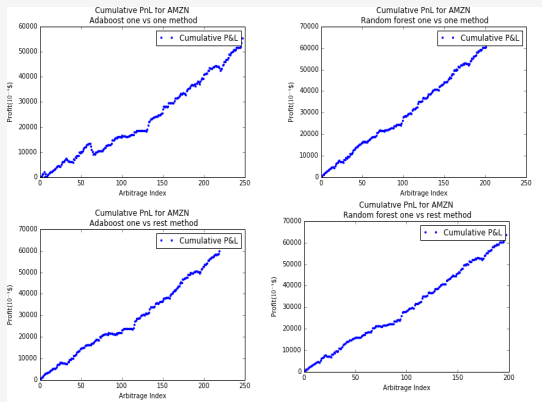 Cumulative PnL for AMZN
Adaboost one vs one method
Cumulative P&L
60000
50000
40000
30000
20000
10000
0
Profit(10
$)
0 50 100 150 200 250
Arbitrage Index
Cumulative PnL for AMZN
Random forest one vs one method
Cumulative P&L
70000
60000
50000
40000
30000
20000
10000
0
Profit(10
$)
0 50 100 150 200 250
Arbitrage Index
Cumulative PnL for AMZN
Adaboost one vs rest method
Cumulative P&L
70000
60000
50000
40000
30000
20000
10000
0
Profit(10
$)
0 50 100 150 200 250
Arbitrage Index
Cumulative PnL for AMZN
Random forest one vs rest method
Cumulative P&L
70000
60000
50000
40000
30000
20000
10000
0
Profit(10
$)
0 50 100 150 200
Arbitrage Index